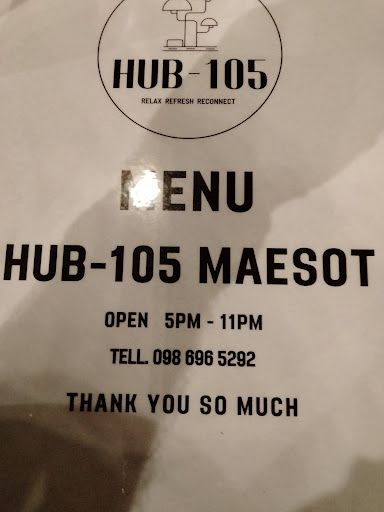 HUB-105
RELAX REFRESH RECONNECT
MENU
HUB-105 MAESOT
OPEN 5PM - 11PM
TELL. 098 696 5292
THANK YOU SO MUCH